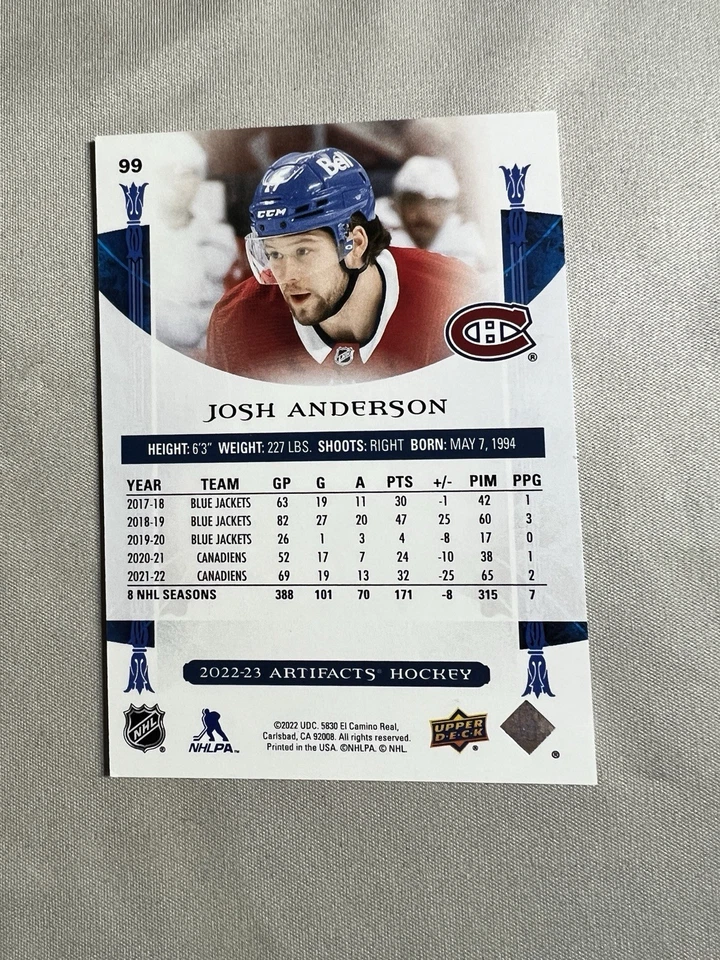 99
Bell
17
CCM
NHL
CH
®
JOSH ANDERSON
HEIGHT: 6'3" WEIGHT: 227 LBS. SHOOTS: RIGHT BORN: MAY 7, 1994
YEAR TEAM GP G A PTS +/- PIM PPG
2017-18 BLUE JACKETS 63 19 11 30 -1 42 1
2018-19 BLUE JACKETS 82 27 20 47 25 60 3
2019-20 BLUE JACKETS 26 1 3 4 -8 17 0
2020-21 CANADIENS 52 17 7 24 -10 38 1
2021-22 CANADIENS 69 19 13 32 -25 65 2
8 NHL SEASONS 388 101 70 171 -8 315 7
2022-23 ARTIFACTS® HOCKEY
NHL ®
NHLPA™
©2022 UDC. 5830 El Camino Real,
Carlsbad, CA 92008. All rights reserved.
Printed in the USA. ©NHLPA. © NHL.
UPPER DECK ®
®